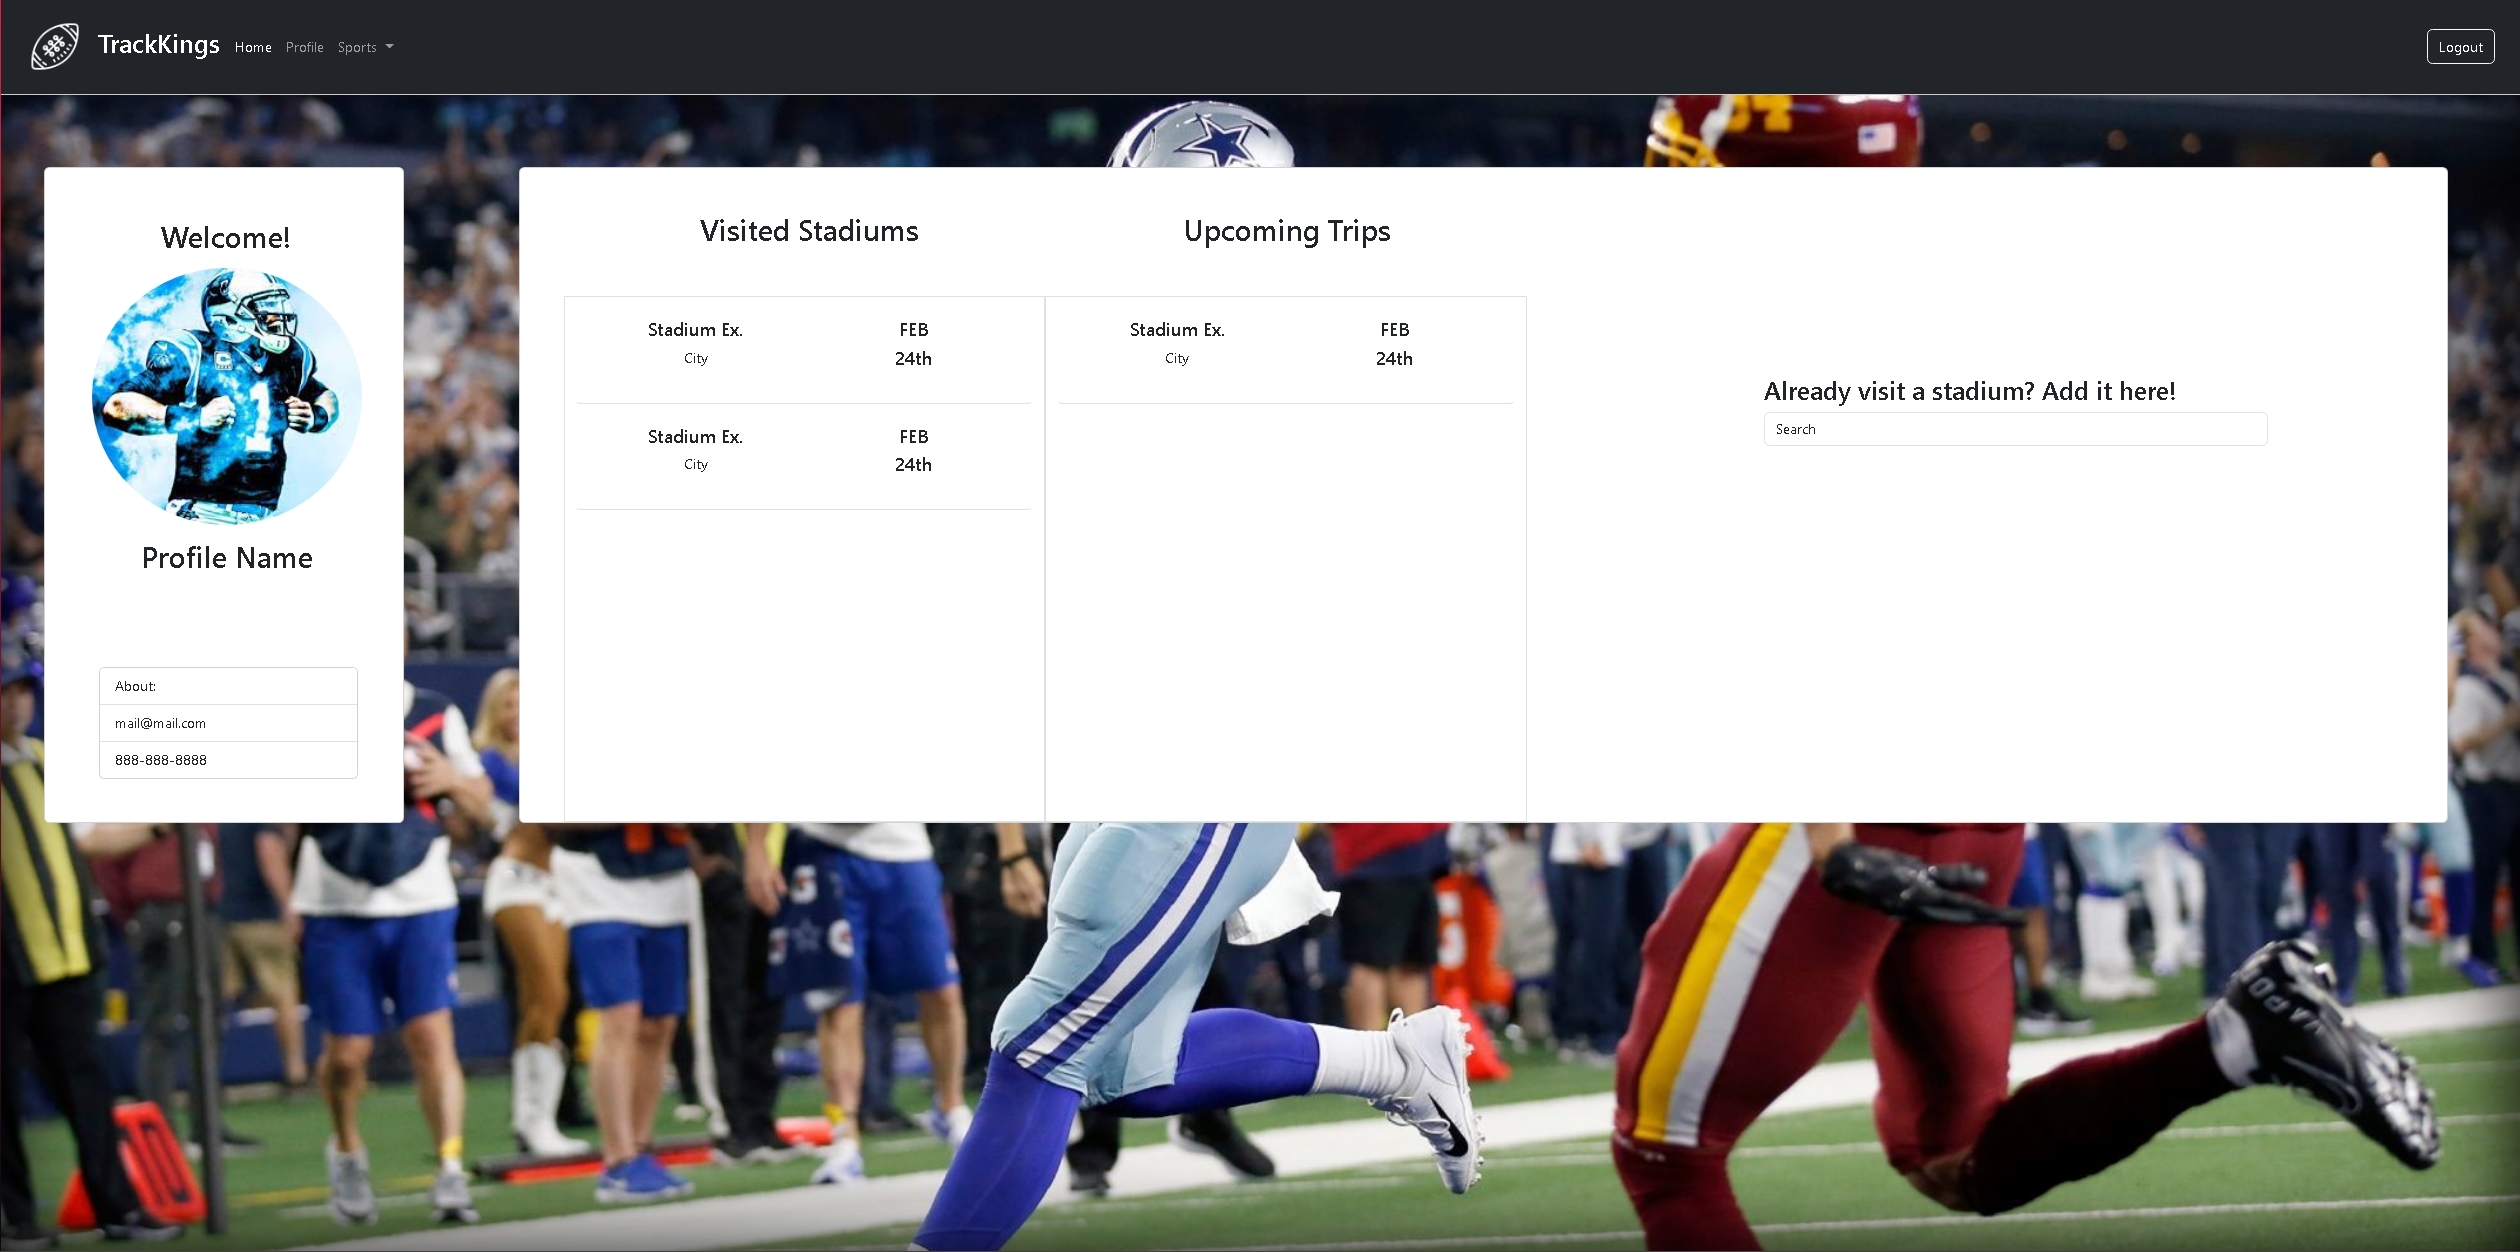 TrackKings Home Profile Sports
Logout
Welcome!
Profile Name
About:
mail@mail.com
888-888-8888
Visited Stadiums
Stadium Ex. FEB
City 24th
Stadium Ex. FEB
City 24th
Upcoming Trips
Stadium Ex. FEB
City 24th
Already visit a stadium? Add it here!
Search
1
C
VAPOR